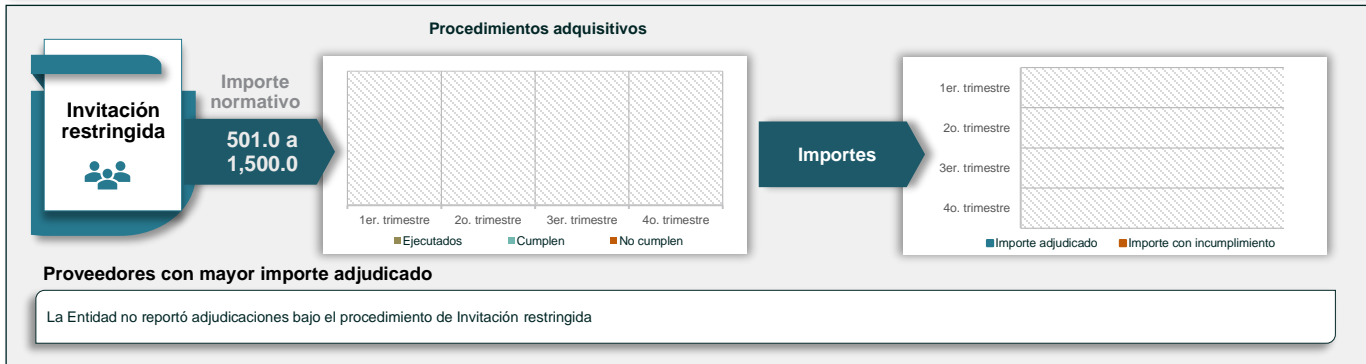 Procedimientos adquisitivos
Invitación
restringida
Importe
normativo
501.0 a
1,500.0
1er. trimestre
2o. trimestre
3er. trimestre
4o. trimestre
Ejecutados
Cumplen
No cumplen
Importes
1er. trimestre
2o. trimestre
3er. trimestre
4o. trimestre
Importe adjudicado
Importe con incumplimiento
Proveedores con mayor importe adjudicado
La Entidad no reportó adjudicaciones bajo el procedimiento de Invitación restringida